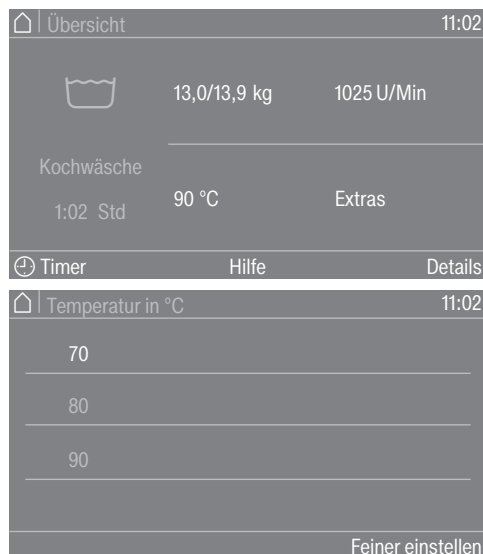 Übersicht 11:02
13,0/13,9 kg 1025 U/Min
Kochwäsche
1:02 Std
90 °C Extras
Timer Hilfe Details
Temperatur in °C 11:02
70
80
90
Feiner einstellen